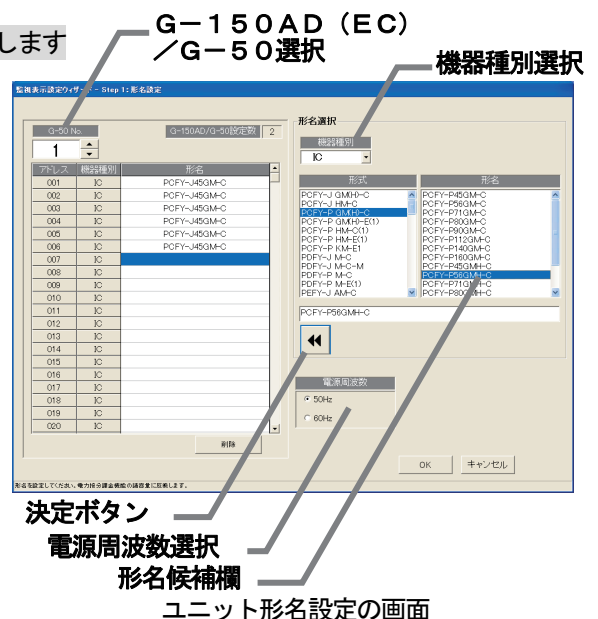 します
G－150AD（EC）
／G－50選択
機器種別選択
監視表示設定ウィザード - Step 1: 形名設定
G-50 No.
1
G-150AD/G-50設定数 2
アドレス 機器種別 形名
001 IC PCFY-J45GM-C
002 IC PCFY-J45GM-C
003 IC PCFY-J45GM-C
004 IC PCFY-J45GM-C
005 IC PCFY-J45GM-C
006 IC PCFY-J45GM-C
007 IC
008 IC
009 IC
010 IC
011 IC
012 IC
013 IC
014 IC
015 IC
016 IC
017 IC
018 IC
019 IC
020 IC
削除
形名選択
機器種別
IC
形式 形名
PCFY-J GM(H)-C PCFY-P45GM-C
PCFY-J HM-C PCFY-P56GM-C
PCFY-P GM(H)-C PCFY-P71GM-C
PCFY-P GM(H)-E(1) PCFY-P80GM-C
PCFY-P HM-C(1) PCFY-P90GM-C
PCFY-P HM-E(1) PCFY-P112GM-C
PCFY-P KM-E1 PCFY-P140GM-C
PDFY-J M-C PCFY-P160GM-C
PDFY-J M-C-M PCFY-P45GMH-C
PDFY-P M-C PCFY-P56GMH-C
PDFY-P M-E(1) PCFY-P71GMH-C
PEFY-J AM-C PCFY-P80GMH-C
PCFY-P56GMH-C
電源周波数
50Hz
60Hz
OK キャンセル
形名を設定してください。電力按分課金機能の請容量に反映します。
決定ボタン
電源周波数選択
形名候補欄
ユニット形名設定の画面